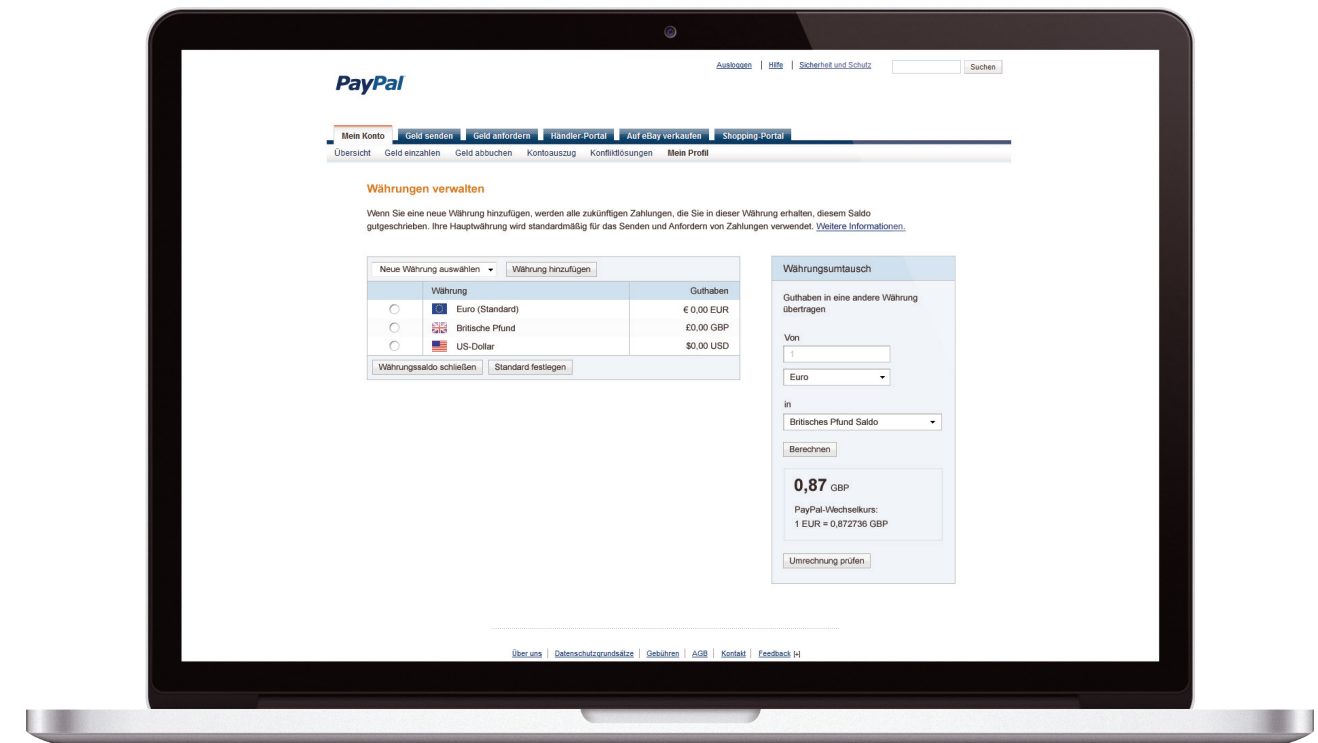 Ausloggen | Hilfe | Sicherheit und Schutz Suchen
PayPal
Mein Konto Geld senden Geld anfordern Händler-Portal Auf eBay verkaufen Shopping-Portal
Übersicht Geld einzahlen Geld abbuchen Kontoauszug Konfliktlösungen Mein Profil
Währungen verwalten
Wenn Sie eine neue Währung hinzufügen, werden alle zukünftigen Zahlungen, die Sie in dieser Währung erhalten, diesem Saldo
gutgeschrieben. Ihre Hauptwährung wird standardmäßig für das Senden und Anfordern von Zahlungen verwendet. Weitere Informationen.
Neue Währung auswählen Währung hinzufügen
Währung Guthaben
Euro (Standard) € 0,00 EUR
Britische Pfund £0,00 GBP
US-Dollar $0,00 USD
Währungssaldo schließen Standard festlegen
Währungsumtausch
Guthaben in eine andere Währung
übertragen
Von
1
Euro
in
Britisches Pfund Saldo
Berechnen
0,87 GBP
PayPal-Wechselkurs:
1 EUR = 0,872736 GBP
Umrechnung prüfen
Über uns | Datenschutzgrundsätze | Gebühren | AGB | Kontakt | Feedback [+]